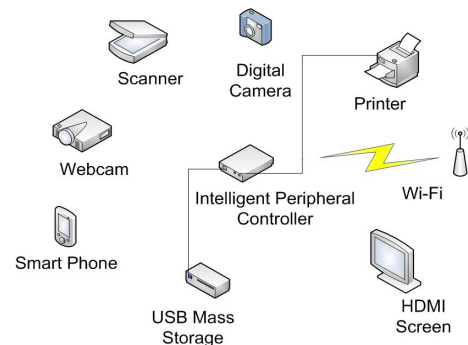 Scanner
Digital
Camera
Printer
Webcam
Intelligent Peripheral
Controller
Wi-Fi
Smart Phone
USB Mass
Storage
HDMI
Screen